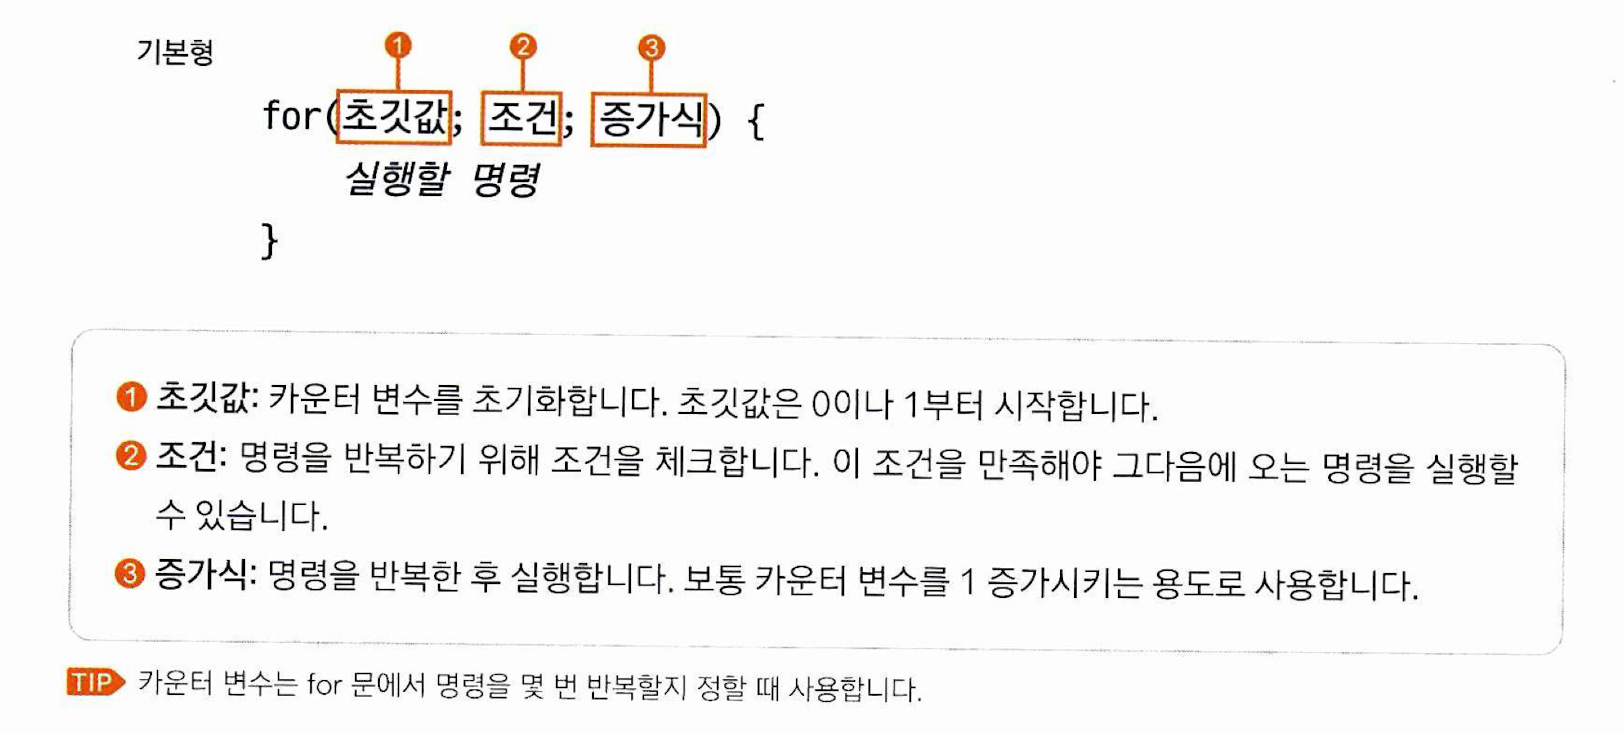 기본형
1 2 3
for(초깃값; 조건; 증가식) {
실행할 명령
}
1 초깃값: 카운터 변수를 초기화합니다. 초깃값은 0이나 1부터 시작합니다.
2 조건: 명령을 반복하기 위해 조건을 체크합니다. 이 조건을 만족해야 그다음에 오는 명령을 실행할
수 있습니다.
3 증가식: 명령을 반복한 후 실행합니다. 보통 카운터 변수를 1 증가시키는 용도로 사용합니다.
TIP 카운터 변수는 for 문에서 명령을 몇 번 반복할지 정할 때 사용합니다.